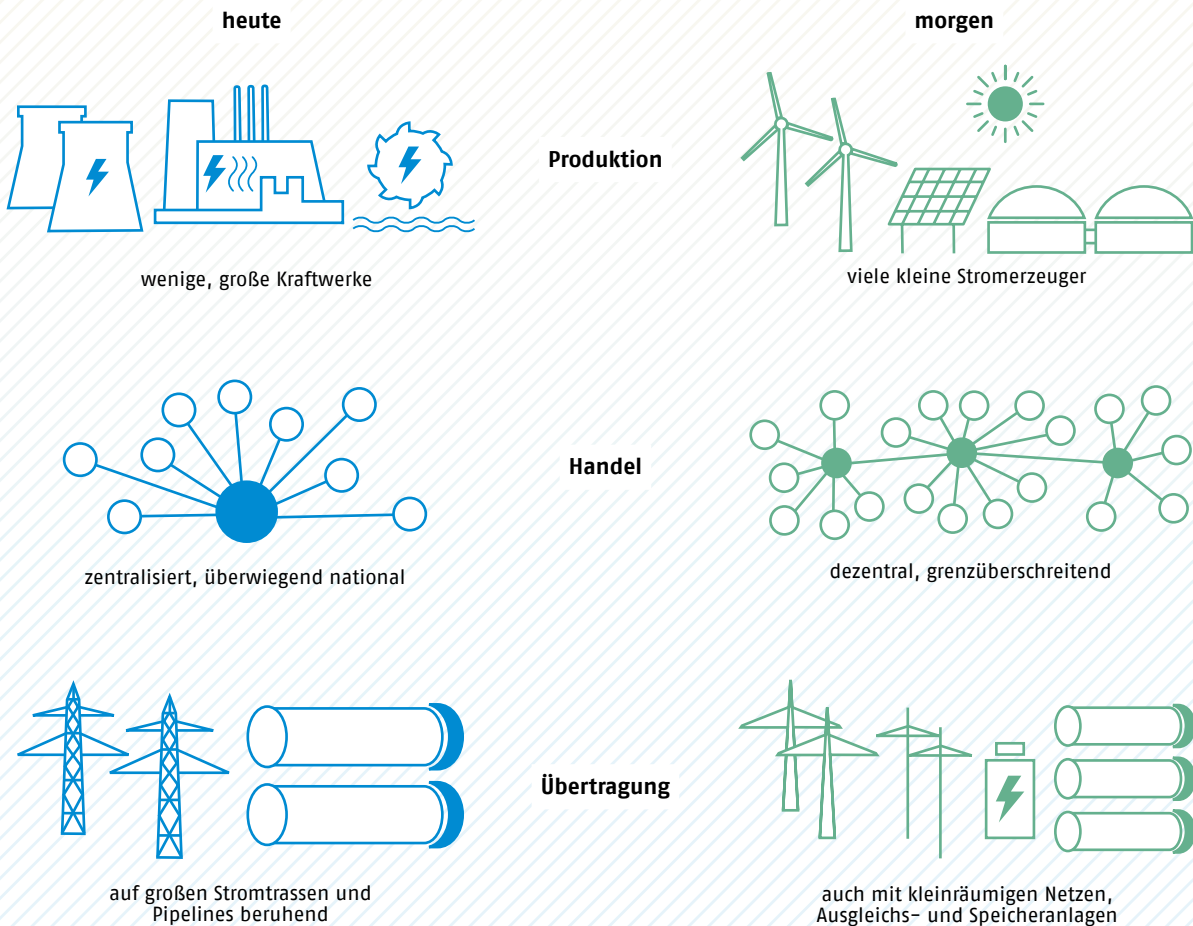 heute
morgen
Produktion
wenige, große Kraftwerke
viele kleine Stromerzeuger
Handel
zentralisiert, überwiegend national
dezentral, grenzüberschreitend
Übertragung
auf großen Stromtrassen und
Pipelines beruhend
auch mit kleinräumigen Netzen,
Ausgleichs- und Speicheranlagen